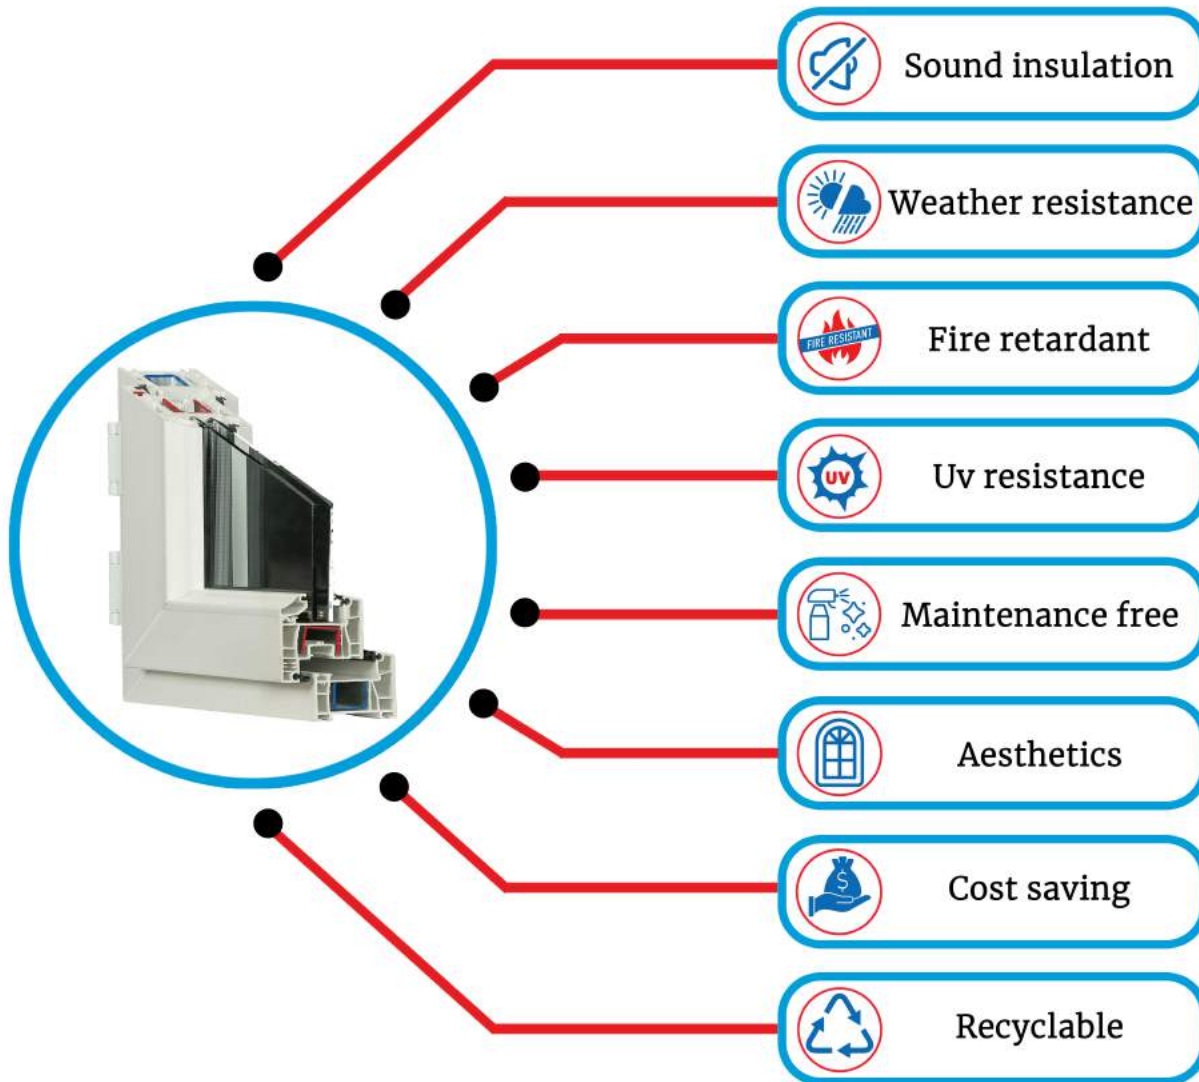 Sound insulation
Weather resistance
FIRE RESISTANT
Fire retardant
UV
Uv resistance
Maintenance free
Aesthetics
$
Cost saving
Recyclable